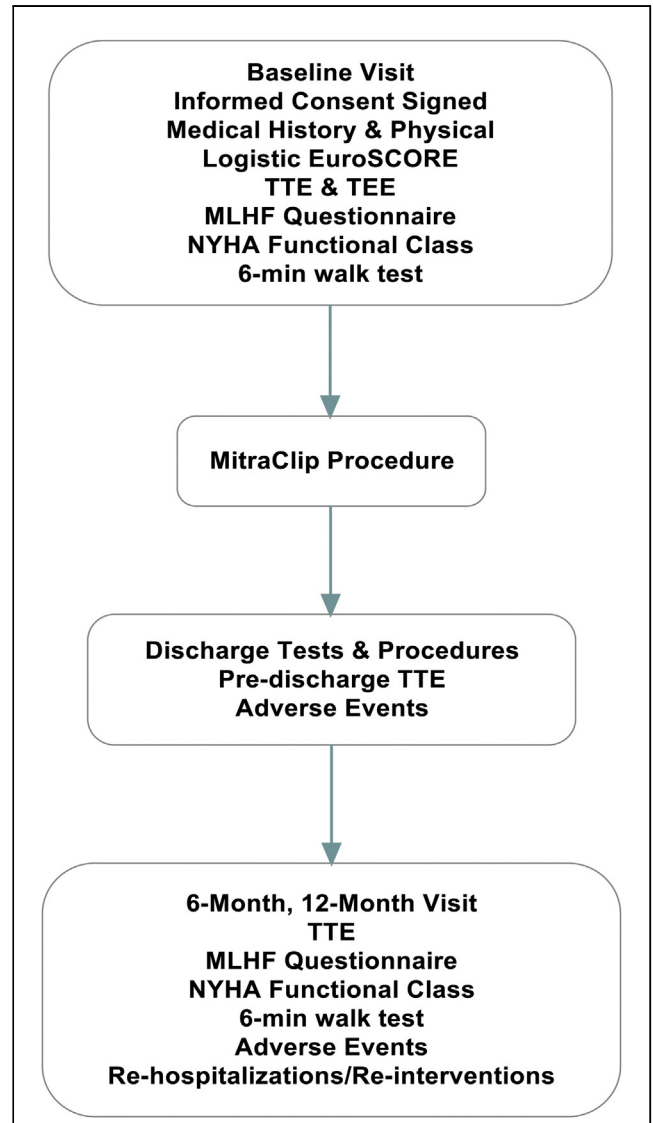 Baseline Visit
Informed Consent Signed
Medical History & Physical
Logistic EuroSCORE
TTE & TEE
MLHF Questionnaire
NYHA Functional Class
6-min walk test
MitraClip Procedure
Discharge Tests & Procedures
Pre-discharge TTE
Adverse Events
6-Month, 12-Month Visit
TTE
MLHF Questionnaire
NYHA Functional Class
6-min walk test
Adverse Events
Re-hospitalizations/Re-interventions